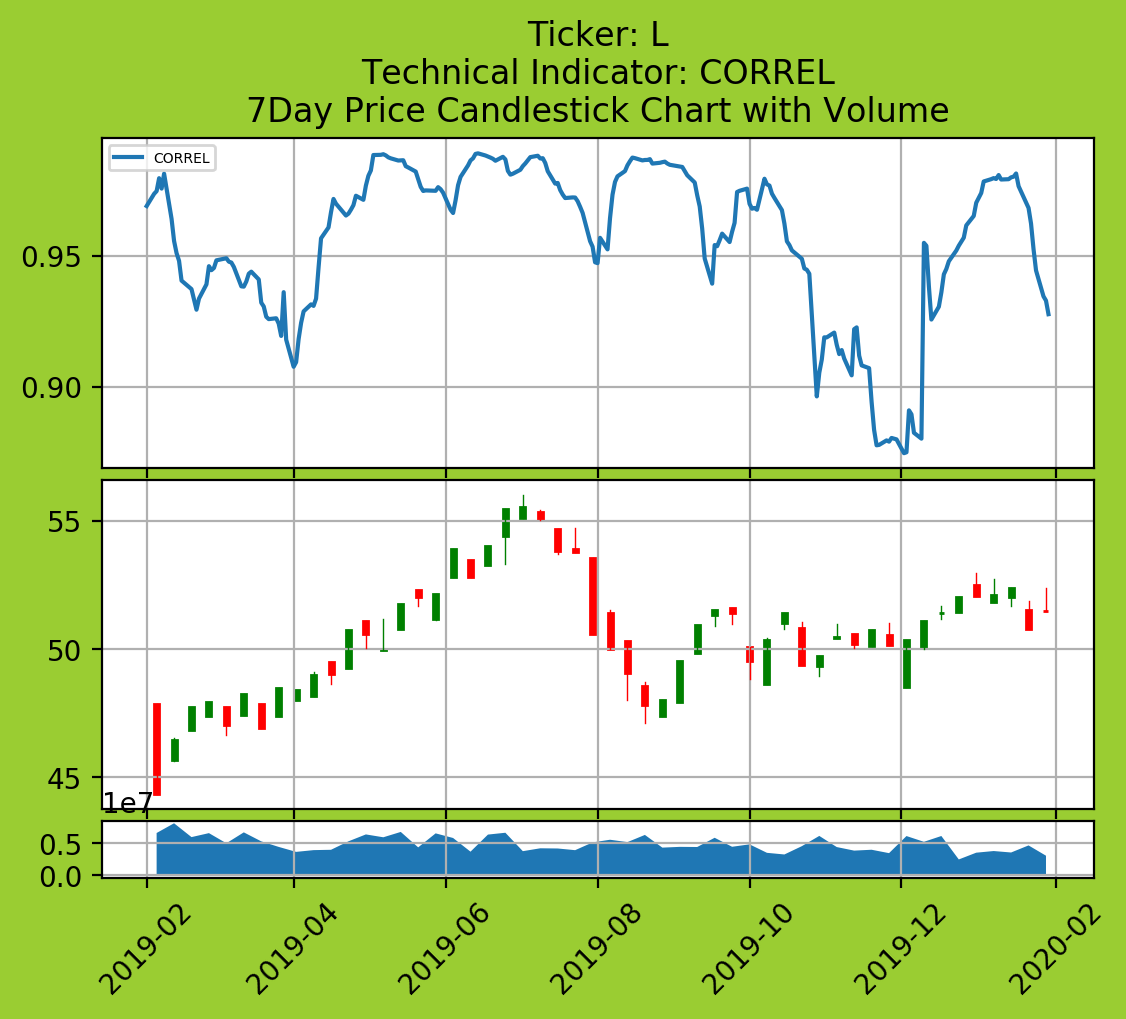 Ticker: L
Technical Indicator: CORREL
7Day Price Candlestick Chart with Volume
CORREL
0.95
0.90
55
50
45
1e7
0.5
0.0
2019-02
2019-04
2019-06
2019-08
2019-10
2019-12
2020-02